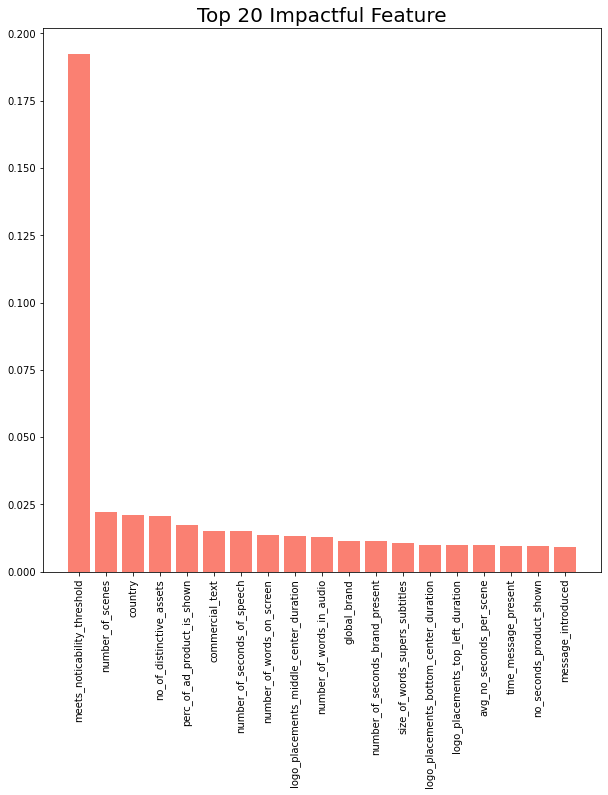 Top 20 Impactful Feature
0.200
0.175
0.150
0.125
0.100
0.075
0.050
0.025
0.000
meets_noticability_threshold
number_of_scenes
country
no_of_distinctive_assets
perc_of_ad_product_is_shown
commercial_text
number_of_seconds_of_speech
number_of_words_on_screen
logo_placements_middle_center_duration
number_of_words_in_audio
global_brand
number_of_seconds_brand_present
size_of_words_supers_subtitles
logo_placements_bottom_center_duration
logo_placements_top_left_duration
avg_no_seconds_per_scene
time_message_present
no_seconds_product_shown
message_introduced